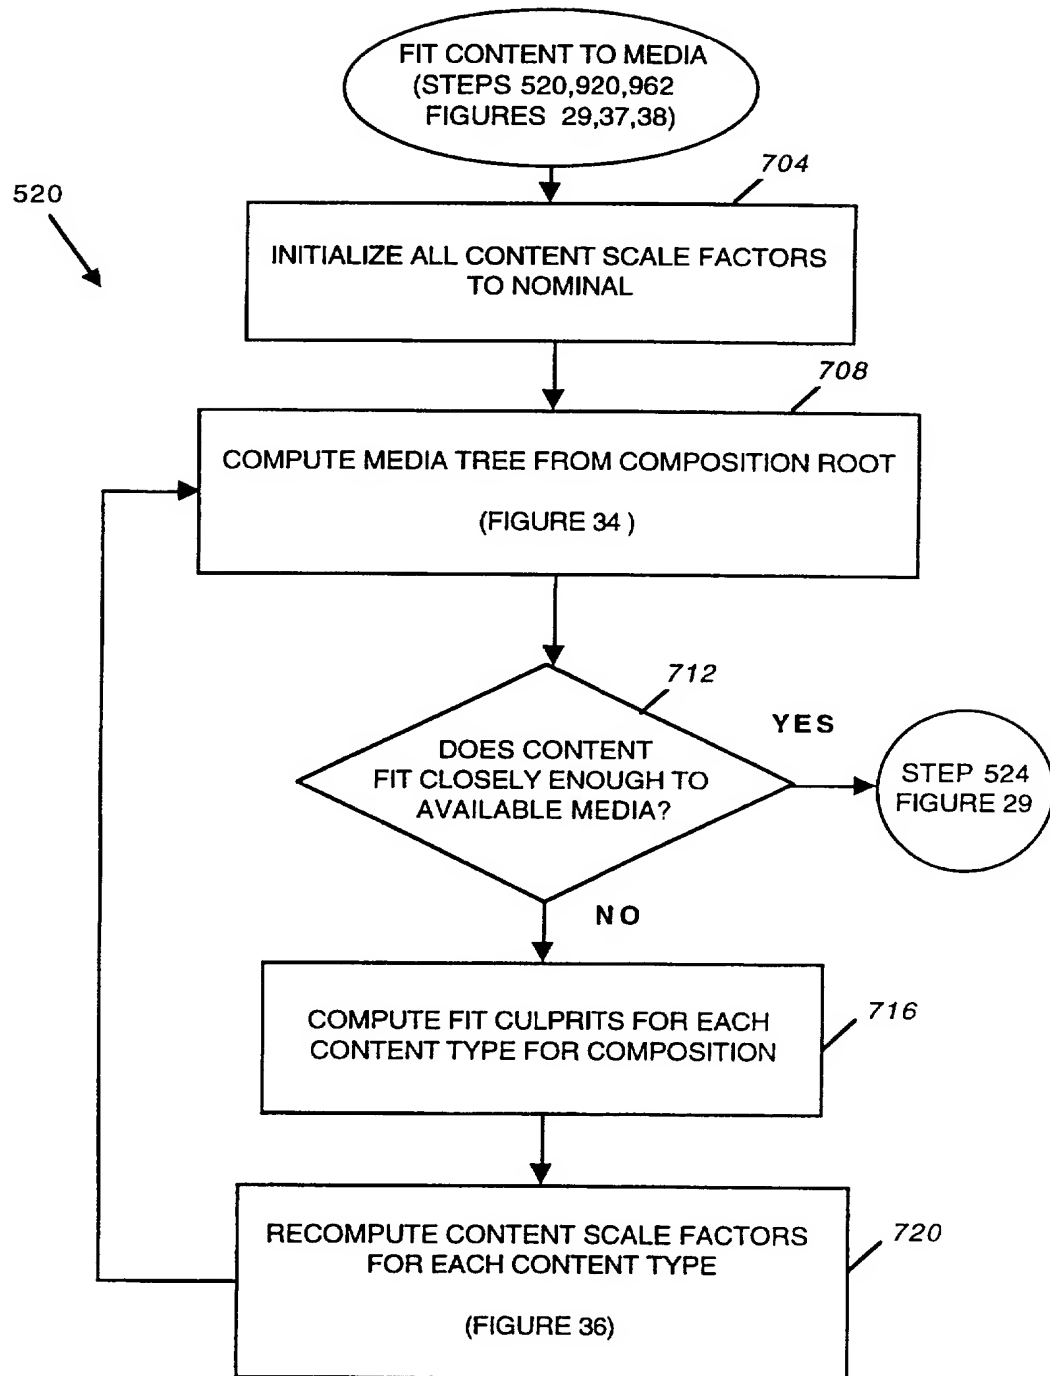 FIT CONTENT TO MEDIA
(STEPS 520,920,962
FIGURES 29,37,38)
520
704
INITIALIZE ALL CONTENT SCALE FACTORS
TO NOMINAL
708
COMPUTE MEDIA TREE FROM COMPOSITION ROOT
(FIGURE 34 )
712
DOES CONTENT
FIT CLOSELY ENOUGH TO
AVAILABLE MEDIA?
YES
STEP 524
FIGURE 29
NO
716
COMPUTE FIT CULPRITS FOR EACH
CONTENT TYPE FOR COMPOSITION
720
RECOMPUTE CONTENT SCALE FACTORS
FOR EACH CONTENT TYPE
(FIGURE 36)